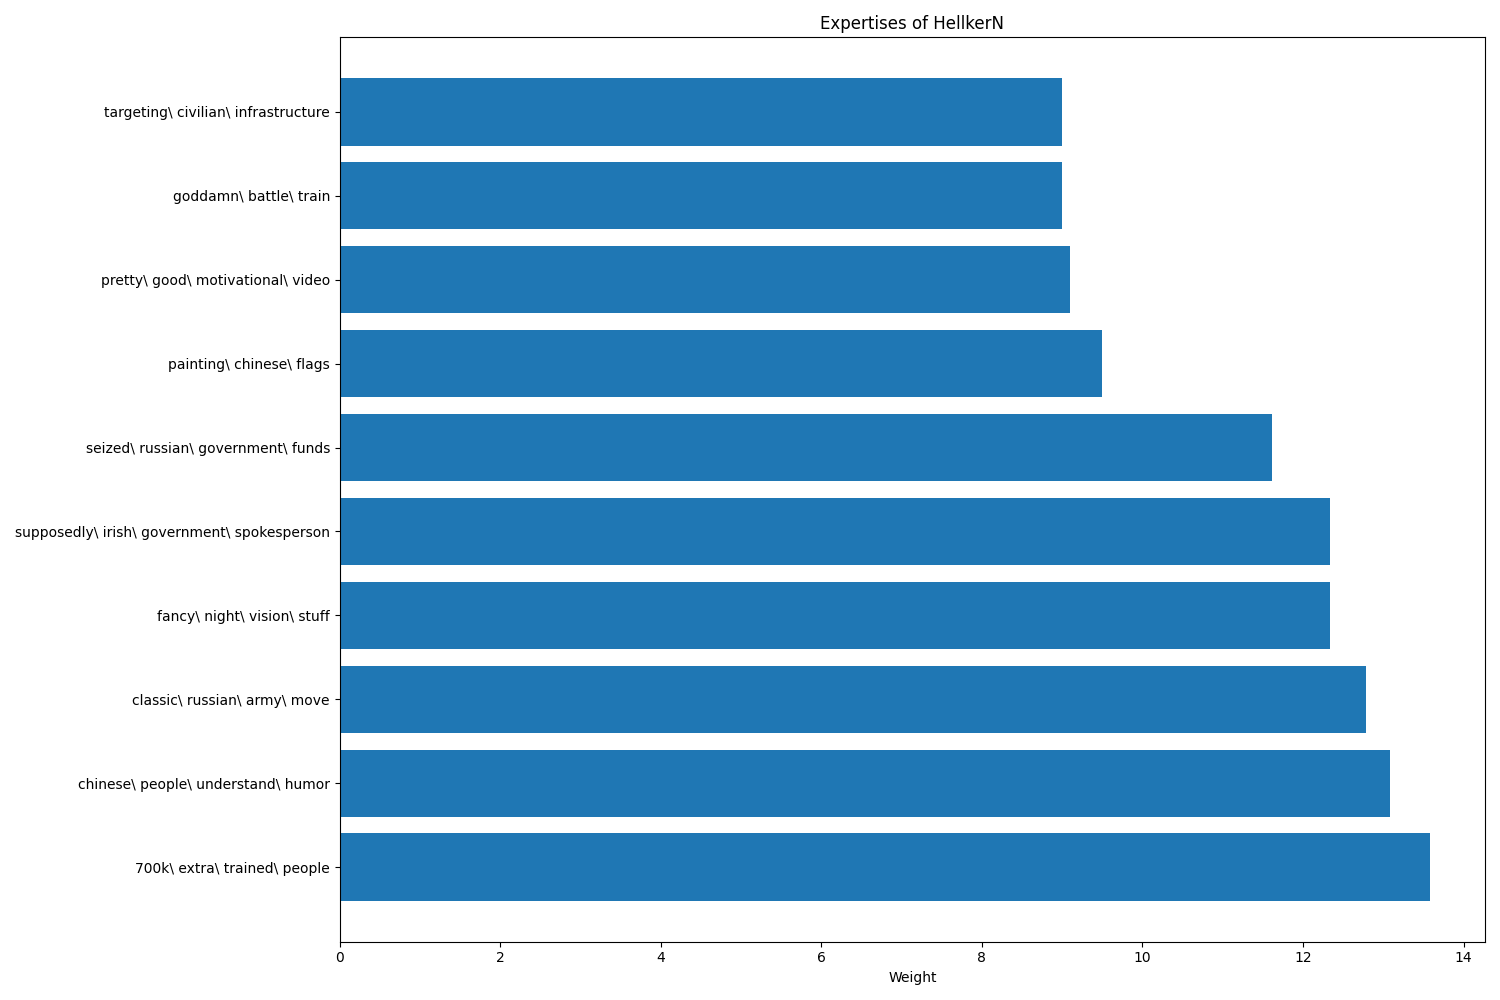 Expertises of HellkerN
targeting\ civilian\ infrastructure
goddamn\ battle\ train
pretty\ good\ motivational\ video
painting\ chinese\ flags
seized\ russian\ government\ funds
supposedly\ irish\ government\ spokesperson
fancy\ night\ vision\ stuff
classic\ russian\ army\ move
chinese\ people\ understand\ humor
700k\ extra\ trained\ people
0 2 4 6 8 10 12 14
Weight